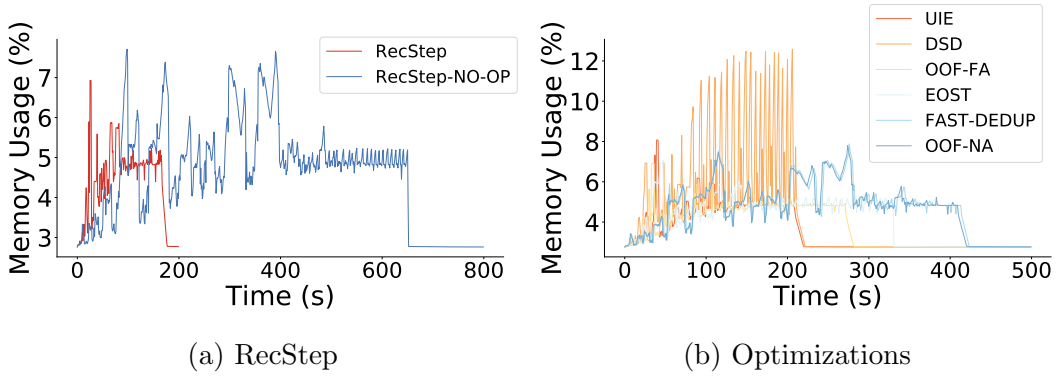 Memory Usage (%)
7
6
5
4
3
0
200
400
600
800
Time (s)
RecStep
RecStep-NO-OP
(a) RecStep
Memory Usage (%)
12
10
8
6
4
0
100
200
300
400
500
Time (s)
UIE
DSD
OOF-FA
EOST
FAST-DEDUP
OOF-NA
(b) Optimizations